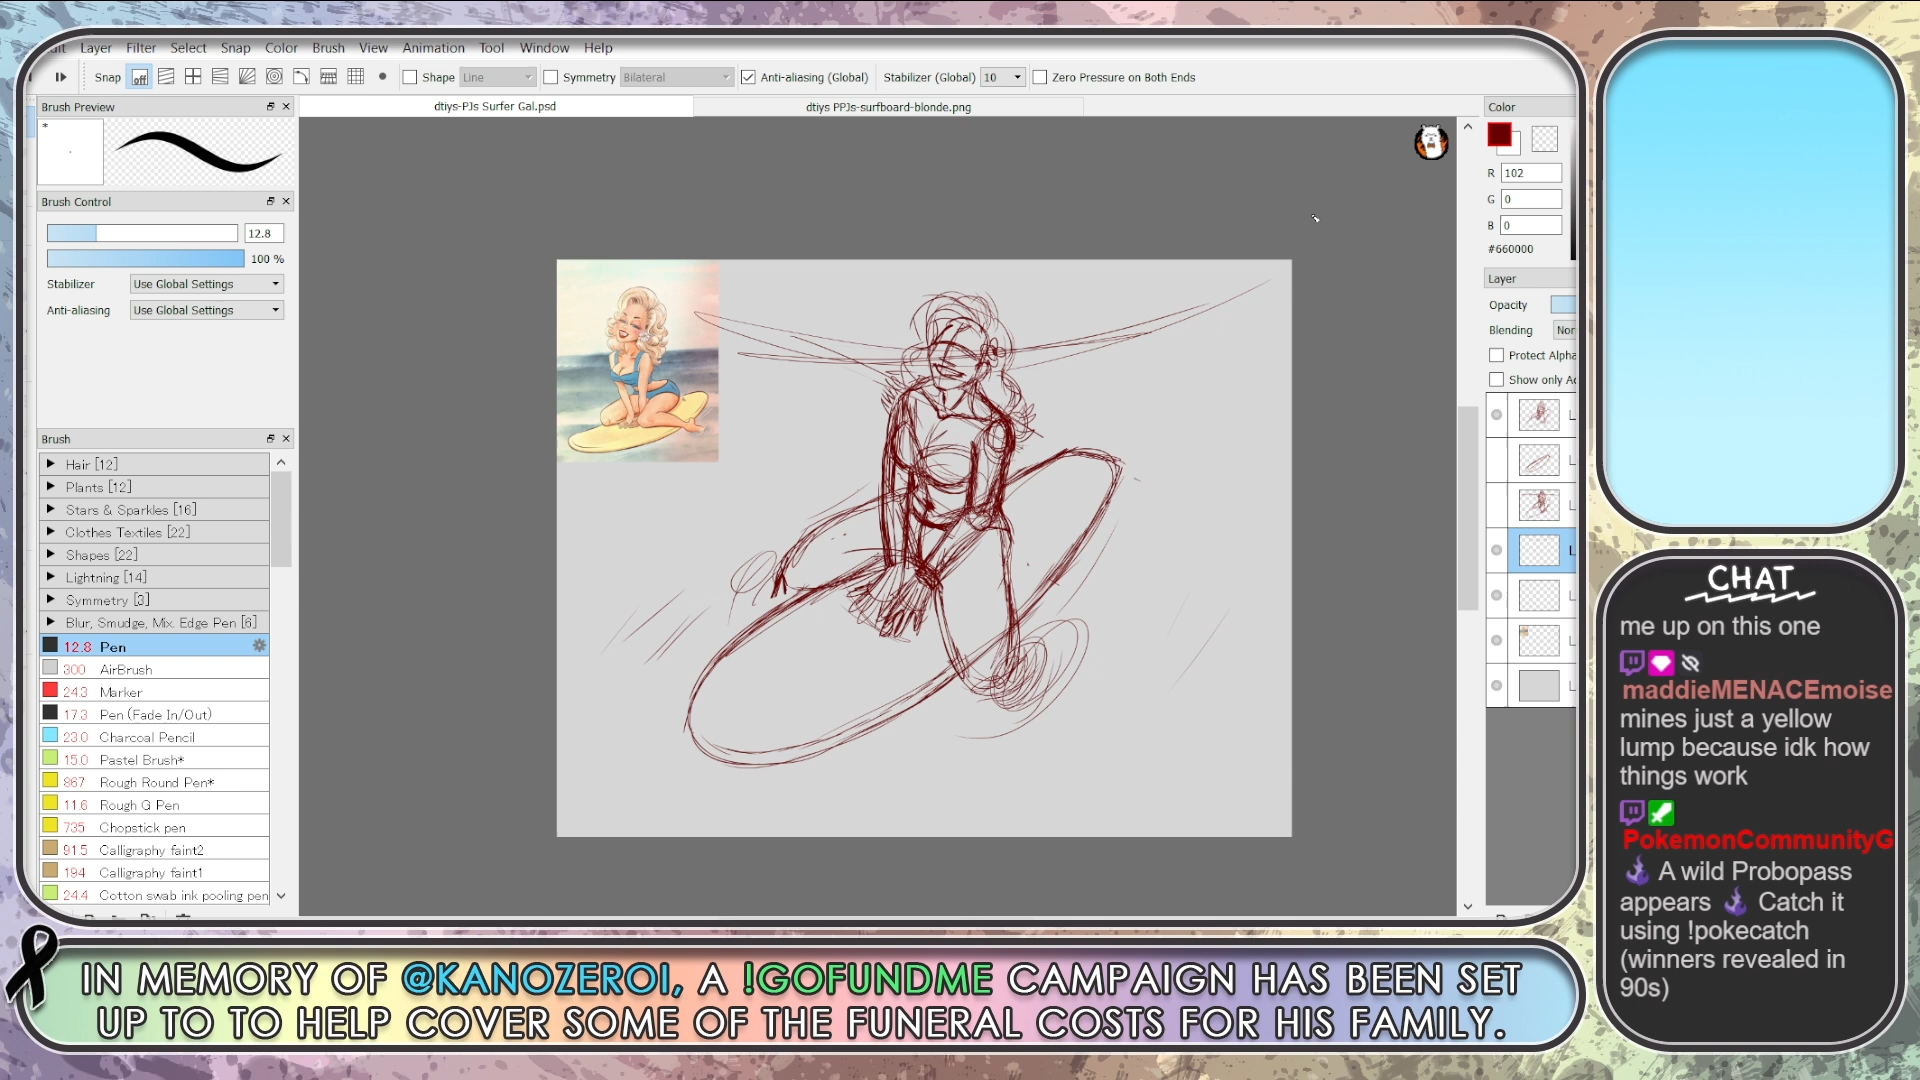 Layer Filter Select Snap Color Brush View Animation Tool Window Help
Snap off Shape Line Symmetry Bilateral Anti-aliasing (Global) Stabilizer (Global) 10 Zero Pressure on Both Ends
Brush Preview
dtiys-PJs Surfer Gal.psd
dtiys PPJs-surfboard-blonde.png
Color
R 102
G 0
B 0
#660000
Brush Control
12.8
100 %
Stabilizer Use Global Settings
Anti-aliasing Use Global Settings
Layer
Opacity
Blending Nor
Protect Alpha
Show only Ac
Brush
Hair [12]
Plants [12]
Stars & Sparkles [16]
Clothes Textiles [22]
Shapes [22]
Lightning [14]
Symmetry [3]
Blur, Smudge, Mix. Edge Pen [6]
12.8 Pen
300 AirBrush
24.3 Marker
17.3 Pen (Fade In/Out)
23.0 Charcoal Pencil
15.0 Pastel Brush*
867 Rough Round Pen*
11.6 Rough G Pen
735 Chopstick pen
91.5 Calligraphy faint2
194 Calligraphy faint1
24.4 Cotton swab ink pooling pen
CHAT
me up on this one
maddieMENACEmoise
mines just a yellow
lump because idk how
things work
PokemonCommunityG
A wild Probopass
appears Catch it
using !pokecatch
(winners revealed in
90s)
IN MEMORY OF @KANOZEROI, A !GOFUNDME CAMPAIGN HAS BEEN SET
UP TO TO HELP COVER SOME OF THE FUNERAL COSTS FOR HIS FAMILY.